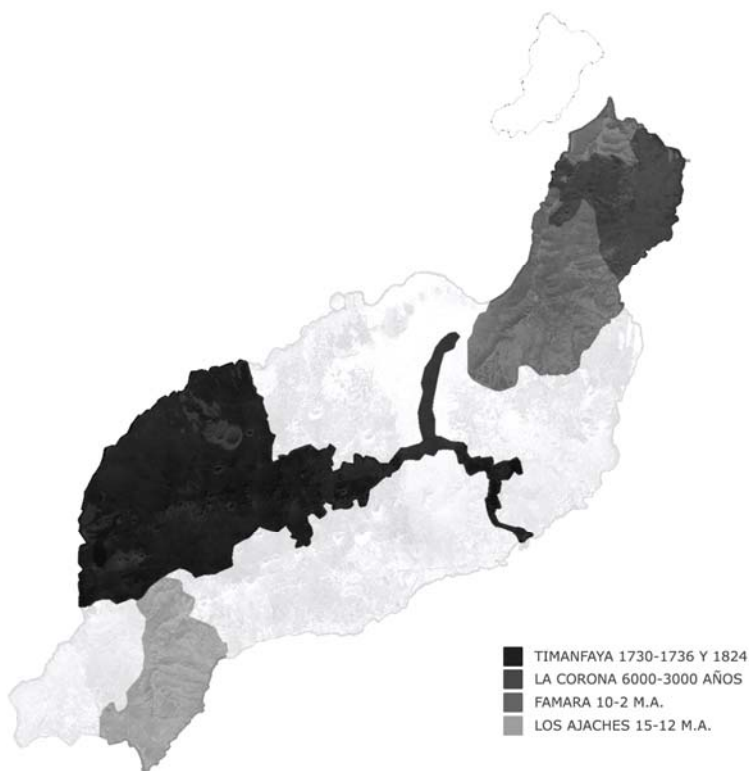 TIMANFAYA 1730-1736 Y 1824
LA CORONA 6000-3000 AÑOS
FAMARA 10-2 M.A.
LOS AJACHES 15-12 M.A.